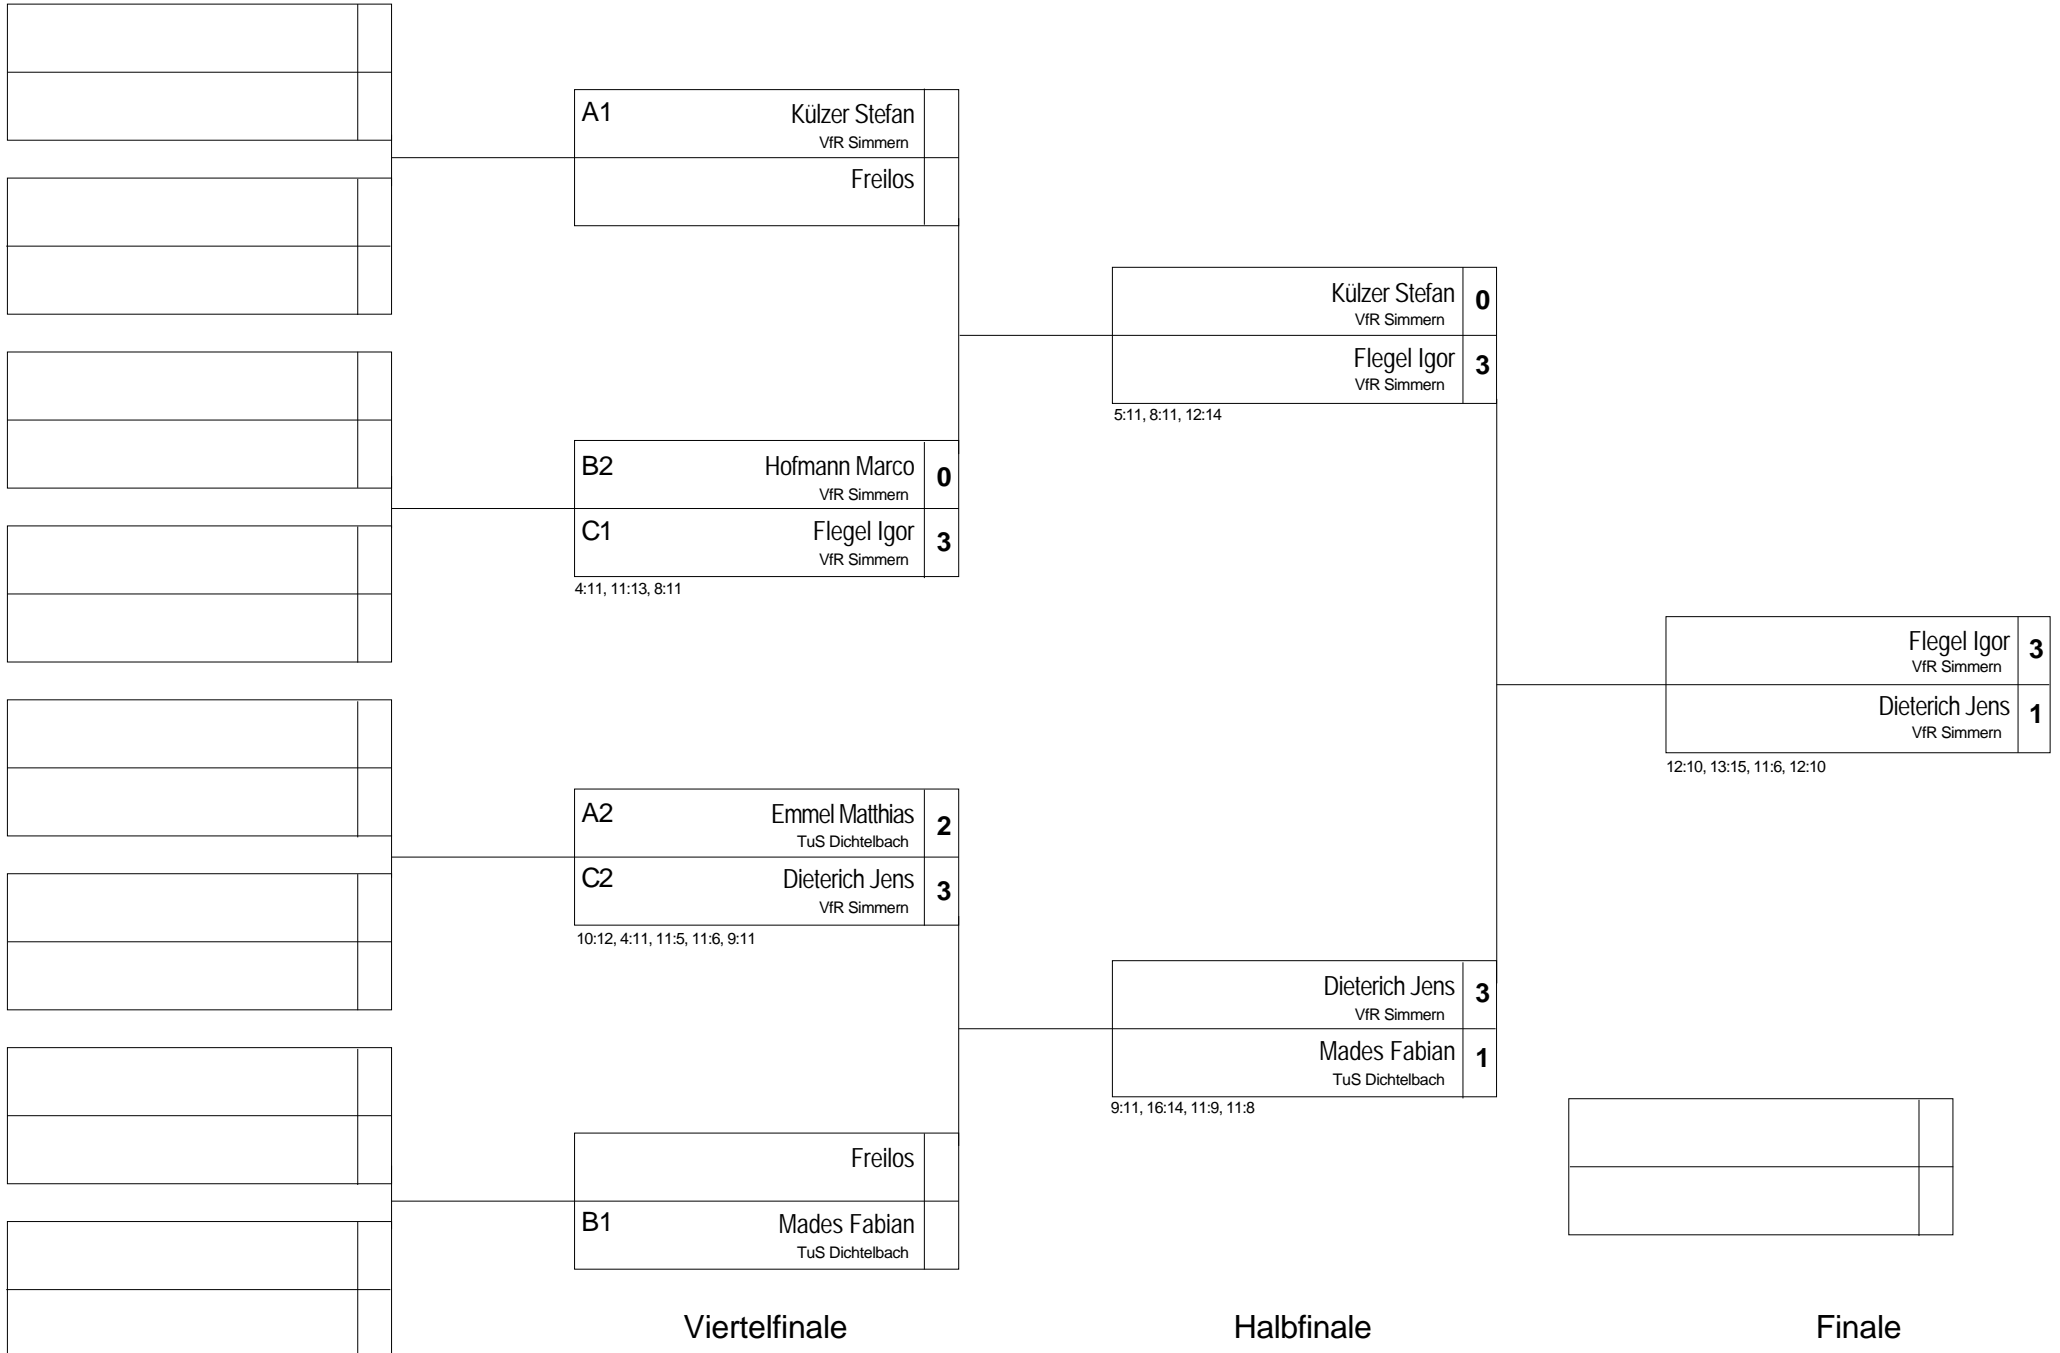 A1 Külzer Stefan
VfR Simmern
Freilos
B2 Hofmann Marco 0
VfR Simmern
C1 Flegel Igor 3
VfR Simmern
4:11, 11:13, 8:11
A2 Emmel Matthias 2
TuS Dichtelbach
C2 Dieterich Jens 3
VfR Simmern
10:12, 4:11, 11:5, 11:6, 9:11
Freilos
B1 Mades Fabian
TuS Dichtelbach
Viertelfinale
Külzer Stefan 0
VfR Simmern
Flegel Igor 3
VfR Simmern
5:11, 8:11, 12:14
Dieterich Jens 3
VfR Simmern
Mades Fabian 1
TuS Dichtelbach
9:11, 16:14, 11:9, 11:8
Halbfinale
Flegel Igor 3
VfR Simmern
Dieterich Jens 1
VfR Simmern
12:10, 13:15, 11:6, 12:10
Finale